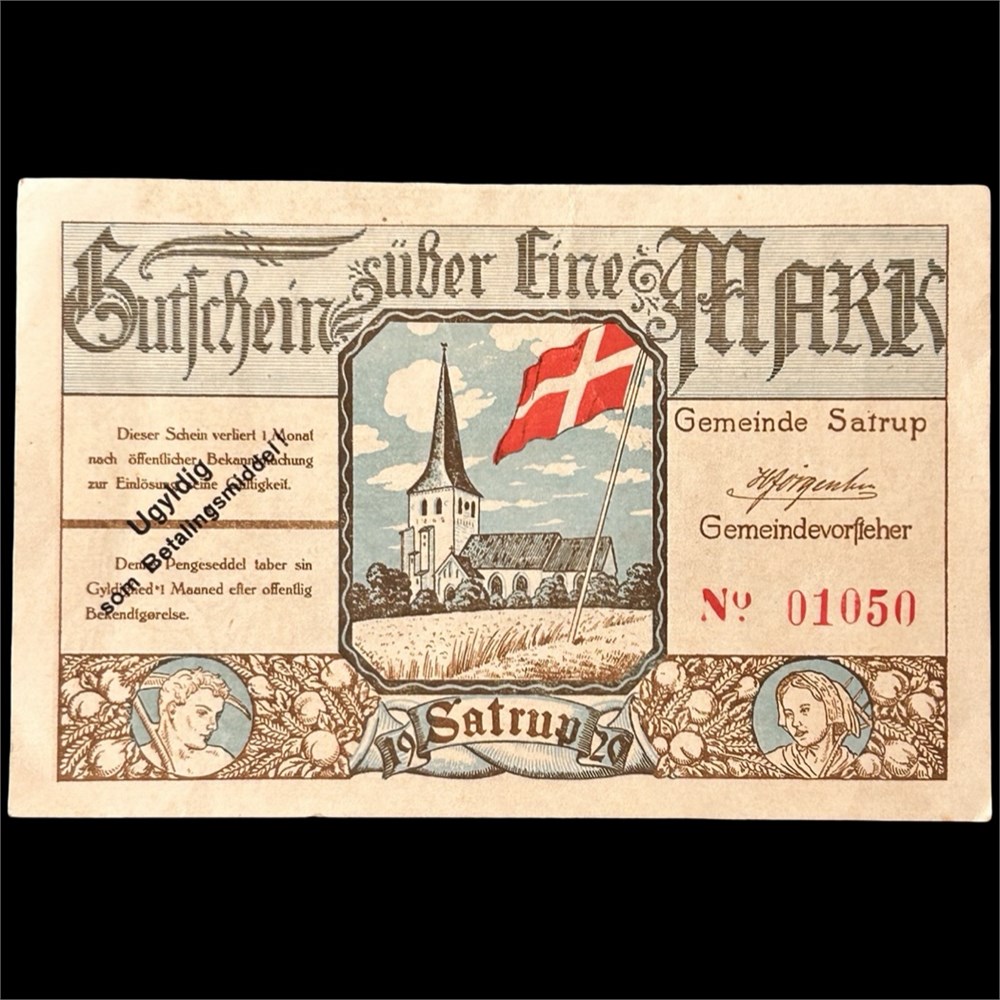 Gutschein über Eine Mark
Gemeinde Satrup
Gemeindevorsteher
No 01050
Dieser Schein verliert 1 Monat
nach öffentlicher Bekanntmachung
zur Einlösung seine Gültigkeit.
Denne Pengeseddel taber sin
Gyldighed 1 Maaned efter offentlig
Bekendtgørelse.
Ugyldig
som Betalingsmiddel!
19 Satrup 20